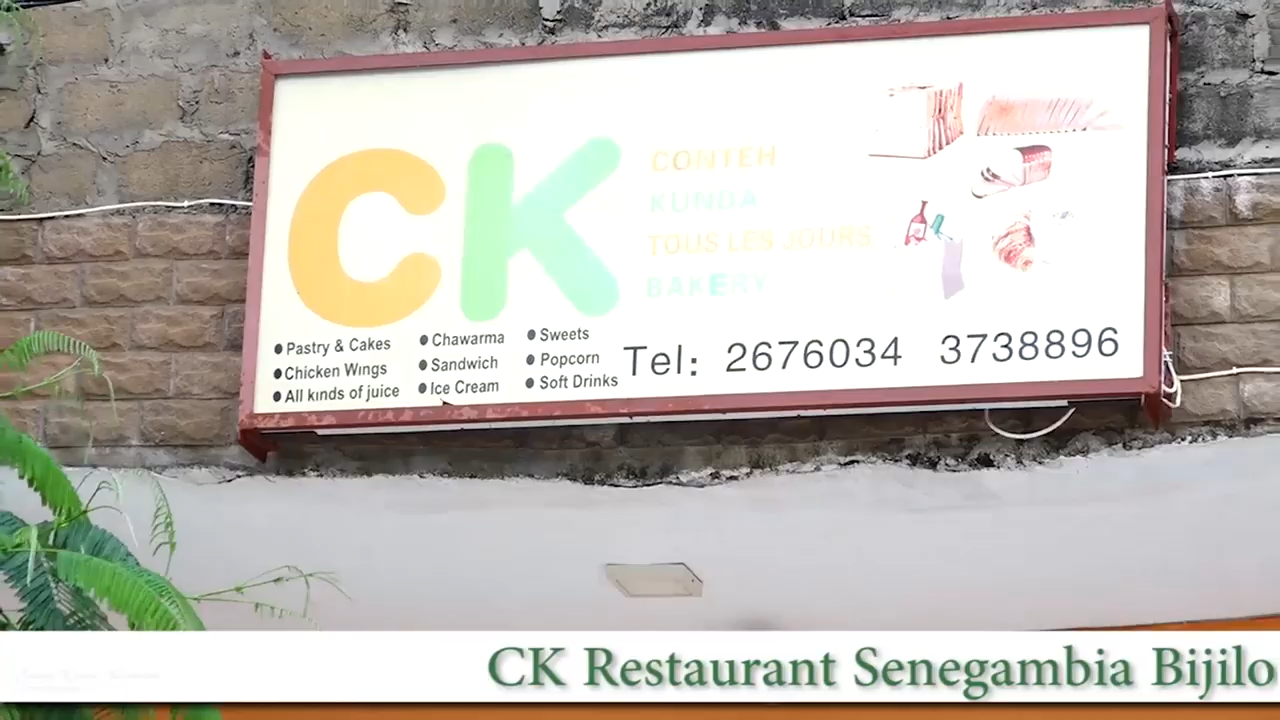 CK
CONTEH
KUNDA
TOUS LES JOURS
BAKERY
● Pastry & Cakes
● Chicken Wings
● All kinds of juice
● Chawarma
● Sandwich
● Ice Cream
● Sweets
● Popcorn
● Soft Drinks
Tel: 2676034 3738896
CK Restaurant Senegambia Bijilo